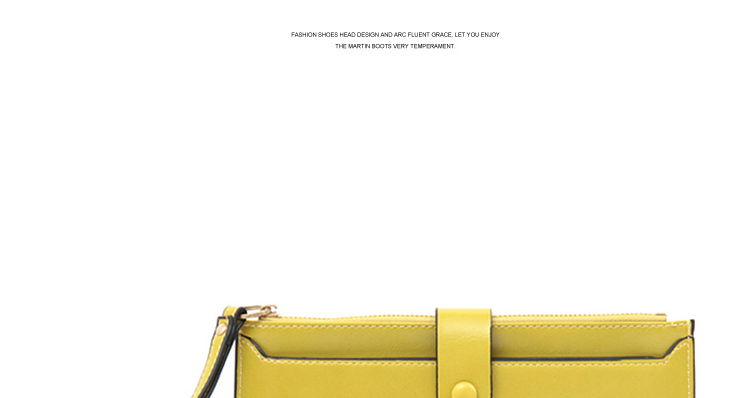 FASHION SHOES HEAD DESIGN AND ARC FLUENT GRACE, LET YOU ENJOY
THE MARTIN BOOTS VERY TEMPERAMENT